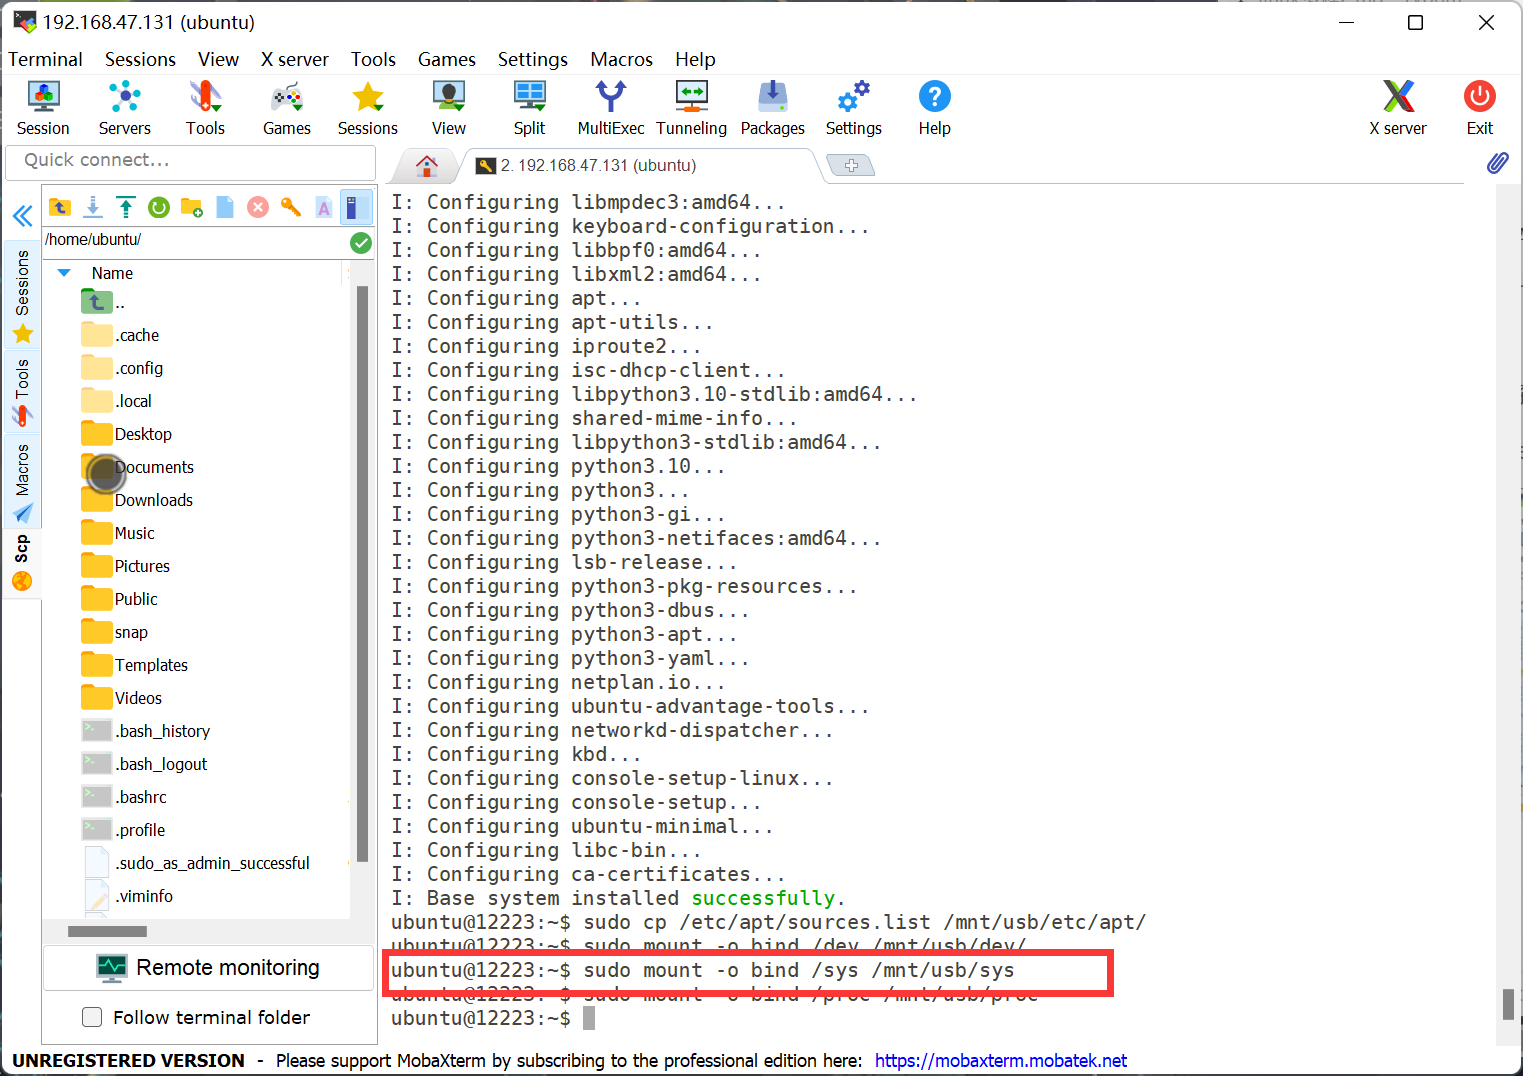 192.168.47.131 (ubuntu)
Terminal Sessions View X server Tools Games Settings Macros Help
Session Servers Tools Games Sessions View Split MultiExec Tunneling Packages Settings Help X server Exit
Quick connect...
2. 192.168.47.131 (ubuntu)
Sessions
Tools
Macros
Scp
/home/ubuntu/
Name
..
.cache
.config
.local
Desktop
Documents
Downloads
Music
Pictures
Public
snap
Templates
Videos
.bash_history
.bash_logout
.bashrc
.profile
.sudo_as_admin_successful
.viminfo
Remote monitoring
Follow terminal folder
I: Configuring libmpdec3:amd64...
I: Configuring keyboard-configuration...
I: Configuring libbpf0:amd64...
I: Configuring libxml2:amd64...
I: Configuring apt...
I: Configuring apt-utils...
I: Configuring iproute2...
I: Configuring isc-dhcp-client...
I: Configuring libpython3.10-stdlib:amd64...
I: Configuring shared-mime-info...
I: Configuring libpython3-stdlib:amd64...
I: Configuring python3.10...
I: Configuring python3...
I: Configuring python3-gi...
I: Configuring python3-netifaces:amd64...
I: Configuring lsb-release...
I: Configuring python3-pkg-resources...
I: Configuring python3-dbus...
I: Configuring python3-apt...
I: Configuring python3-yaml...
I: Configuring netplan.io...
I: Configuring ubuntu-advantage-tools...
I: Configuring networkd-dispatcher...
I: Configuring kbd...
I: Configuring console-setup-linux...
I: Configuring console-setup...
I: Configuring ubuntu-minimal...
I: Configuring libc-bin...
I: Configuring ca-certificates...
I: Base system installed successfully.
ubuntu@12223:~$ sudo cp /etc/apt/sources.list /mnt/usb/etc/apt/
ubuntu@12223:~$ sudo mount -o bind /dev /mnt/usb/dev/
ubuntu@12223:~$ sudo mount -o bind /sys /mnt/usb/sys
ubuntu@12223:~$ sudo mount -o bind /proc /mnt/usb/proc
ubuntu@12223:~$
UNREGISTERED VERSION - Please support MobaXterm by subscribing to the professional edition here: https://mobaxterm.mobatek.net